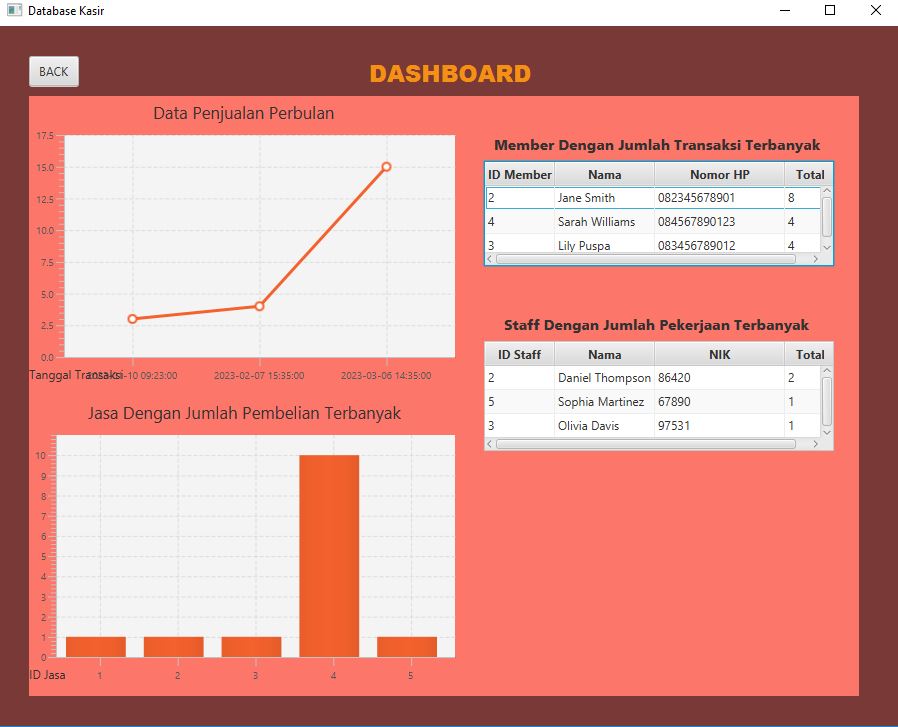 Database Kasir
BACK
DASHBOARD
Data Penjualan Perbulan
17.5
15.0
12.5
10.0
7.5
5.0
2.5
0.0
Tanggal Transaksi
2023-02-07 15:35:00
2023-03-06 14:35:00
Jasa Dengan Jumlah Pembelian Terbanyak
10
9
8
7
6
5
4
3
2
1
0
ID Jasa
1 2 3 4 5
Member Dengan Jumlah Transaksi Terbanyak
ID Member Nama Nomor HP Total
2 Jane Smith 082345678901 8
4 Sarah Williams 084567890123 4
3 Lily Puspa 083456789012 4
Staff Dengan Jumlah Pekerjaan Terbanyak
ID Staff Nama NIK Total
2 Daniel Thompson 86420 2
5 Sophia Martinez 67890 1
3 Olivia Davis 97531 1